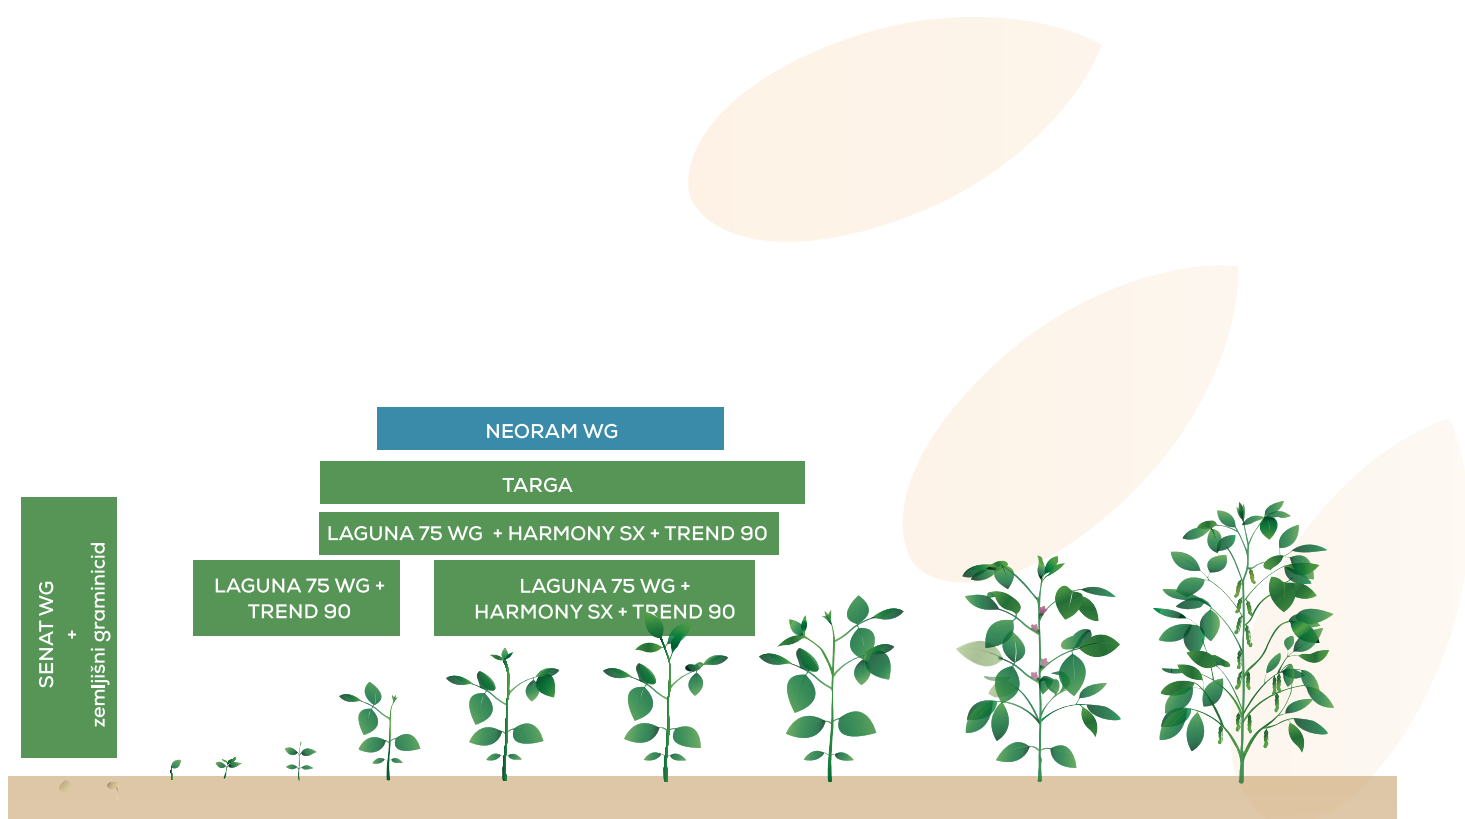 NEORAM WG
TARGA
LAGUNA 75 WG + HARMONY SX + TREND 90
LAGUNA 75 WG +
TREND 90
LAGUNA 75 WG +
HARMONY SX + TREND 90
SENAT WG
+
zemljišni graminicid